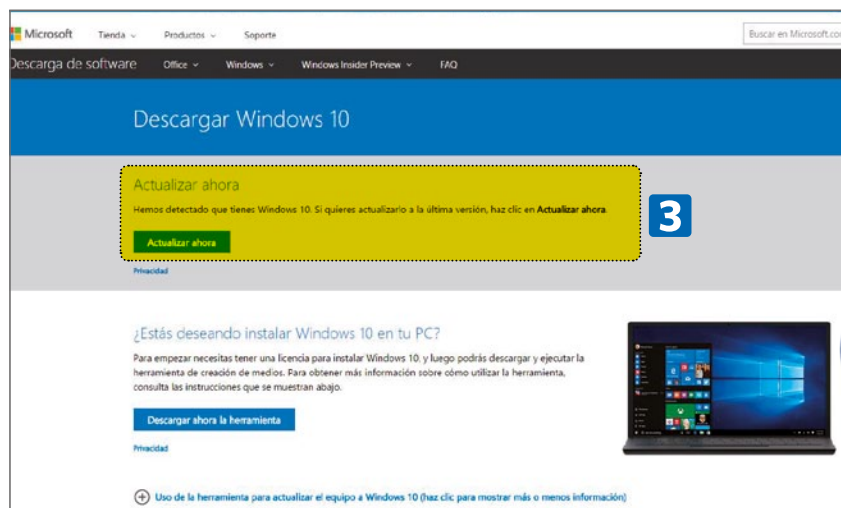 Microsoft Tienda Productos Soporte Buscar en Microsoft.com
Descarga de software Office Windows Windows Insider Preview FAQ
Descargar Windows 10
Actualizar ahora
Hemos detectado que tienes Windows 10. Si quieres actualizarlo a la última versión, haz clic en Actualizar ahora.
3
Actualizar ahora
Privacidad
¿Estás deseando instalar Windows 10 en tu PC?
Para empezar necesitas tener una licencia para instalar Windows 10, y luego podrás descargar y ejecutar la
herramienta de creación de medios. Para obtener más información sobre cómo utilizar la herramienta,
consulta las instrucciones que se muestran abajo.
Descargar ahora la herramienta
Privacidad
Uso de la herramienta para actualizar el equipo a Windows 10 (haz clic para mostrar más o menos información)